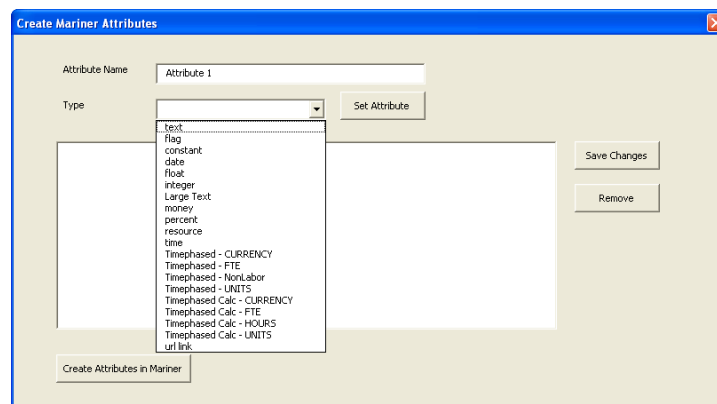 Create Mariner Attributes
Attribute Name
Attribute 1
Type
Set Attribute
text
flag
constant
date
float
integer
Large Text
money
percent
resource
time
Timephased - CURRENCY
Timephased - FTE
Timephased - NonLabor
Timephased - UNITS
Timephased Calc - CURRENCY
Timephased Calc - FTE
Timephased Calc - HOURS
Timephased Calc - UNITS
url link
Save Changes
Remove
Create Attributes in Mariner